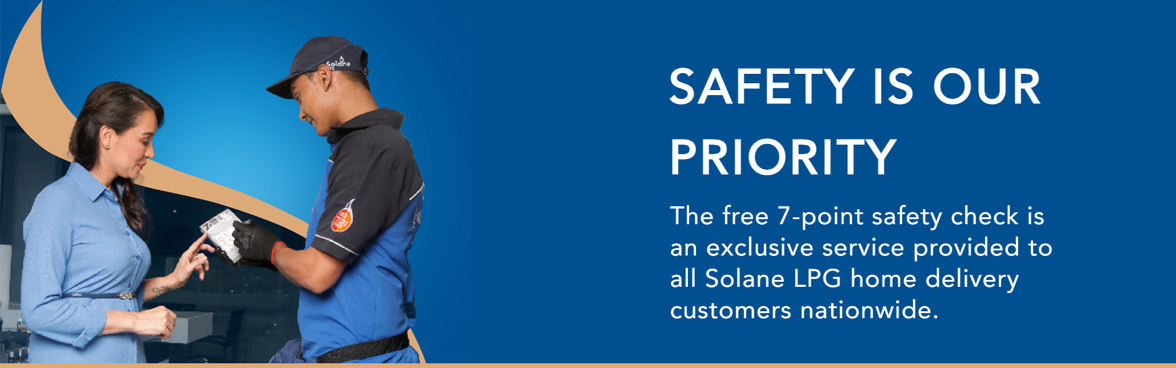 Solane
SAFETY IS OUR
PRIORITY
The free 7-point safety check is
an exclusive service provided to
all Solane LPG home delivery
customers nationwide.